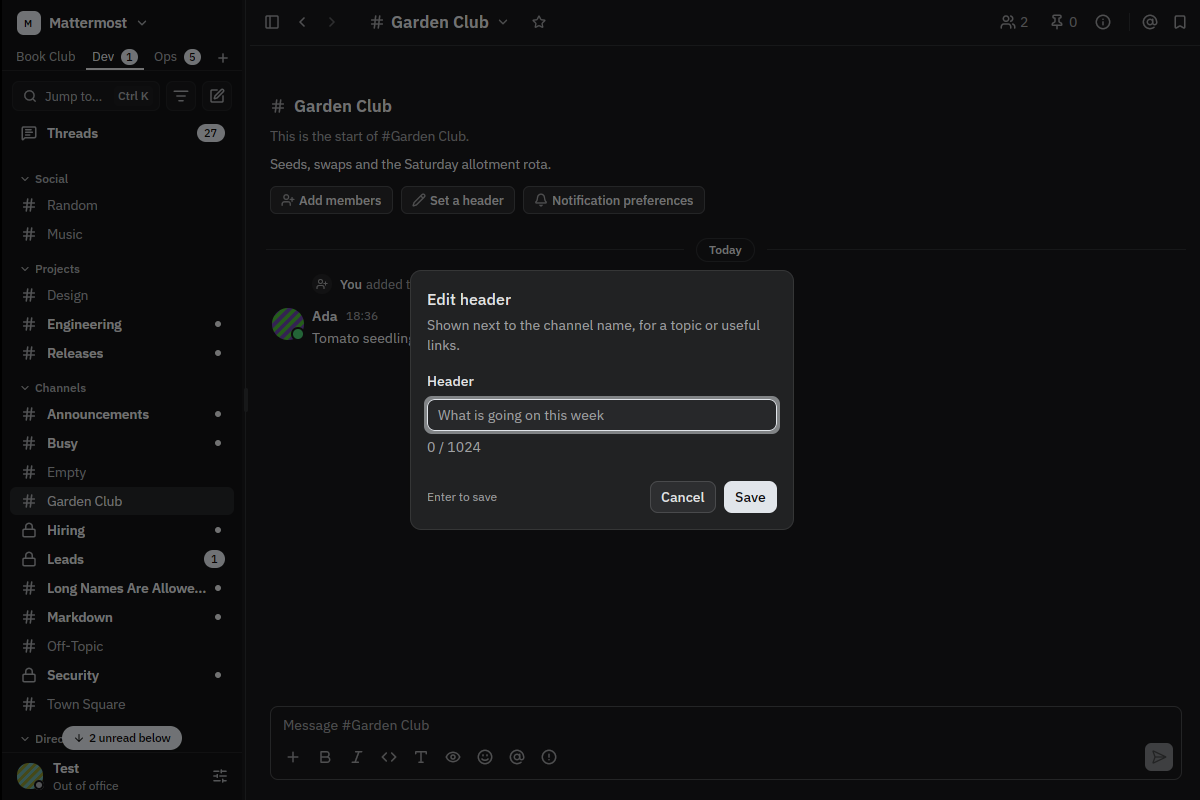 M Mattermost
Book Club Dev 1 Ops 5
Jump to... Ctrl K
Threads 27
Social
Random
Music
Projects
Design
Engineering
Releases
Channels
Announcements
Busy
Empty
Garden Club
Hiring
Leads 1
Long Names Are Allowe...
Markdown
Off-Topic
Security
Town Square
2 unread below
Test
Out of office
Garden Club
2 0
Garden Club
This is the start of #Garden Club.
Seeds, swaps and the Saturday allotment rota.
Add members Set a header Notification preferences
Today
You added
Ada 18:36
Tomato
Edit header
Shown next to the channel name, for a topic or useful
links.
Header
What is going on this week
0 / 1024
Enter to save Cancel Save
Message #Garden Club